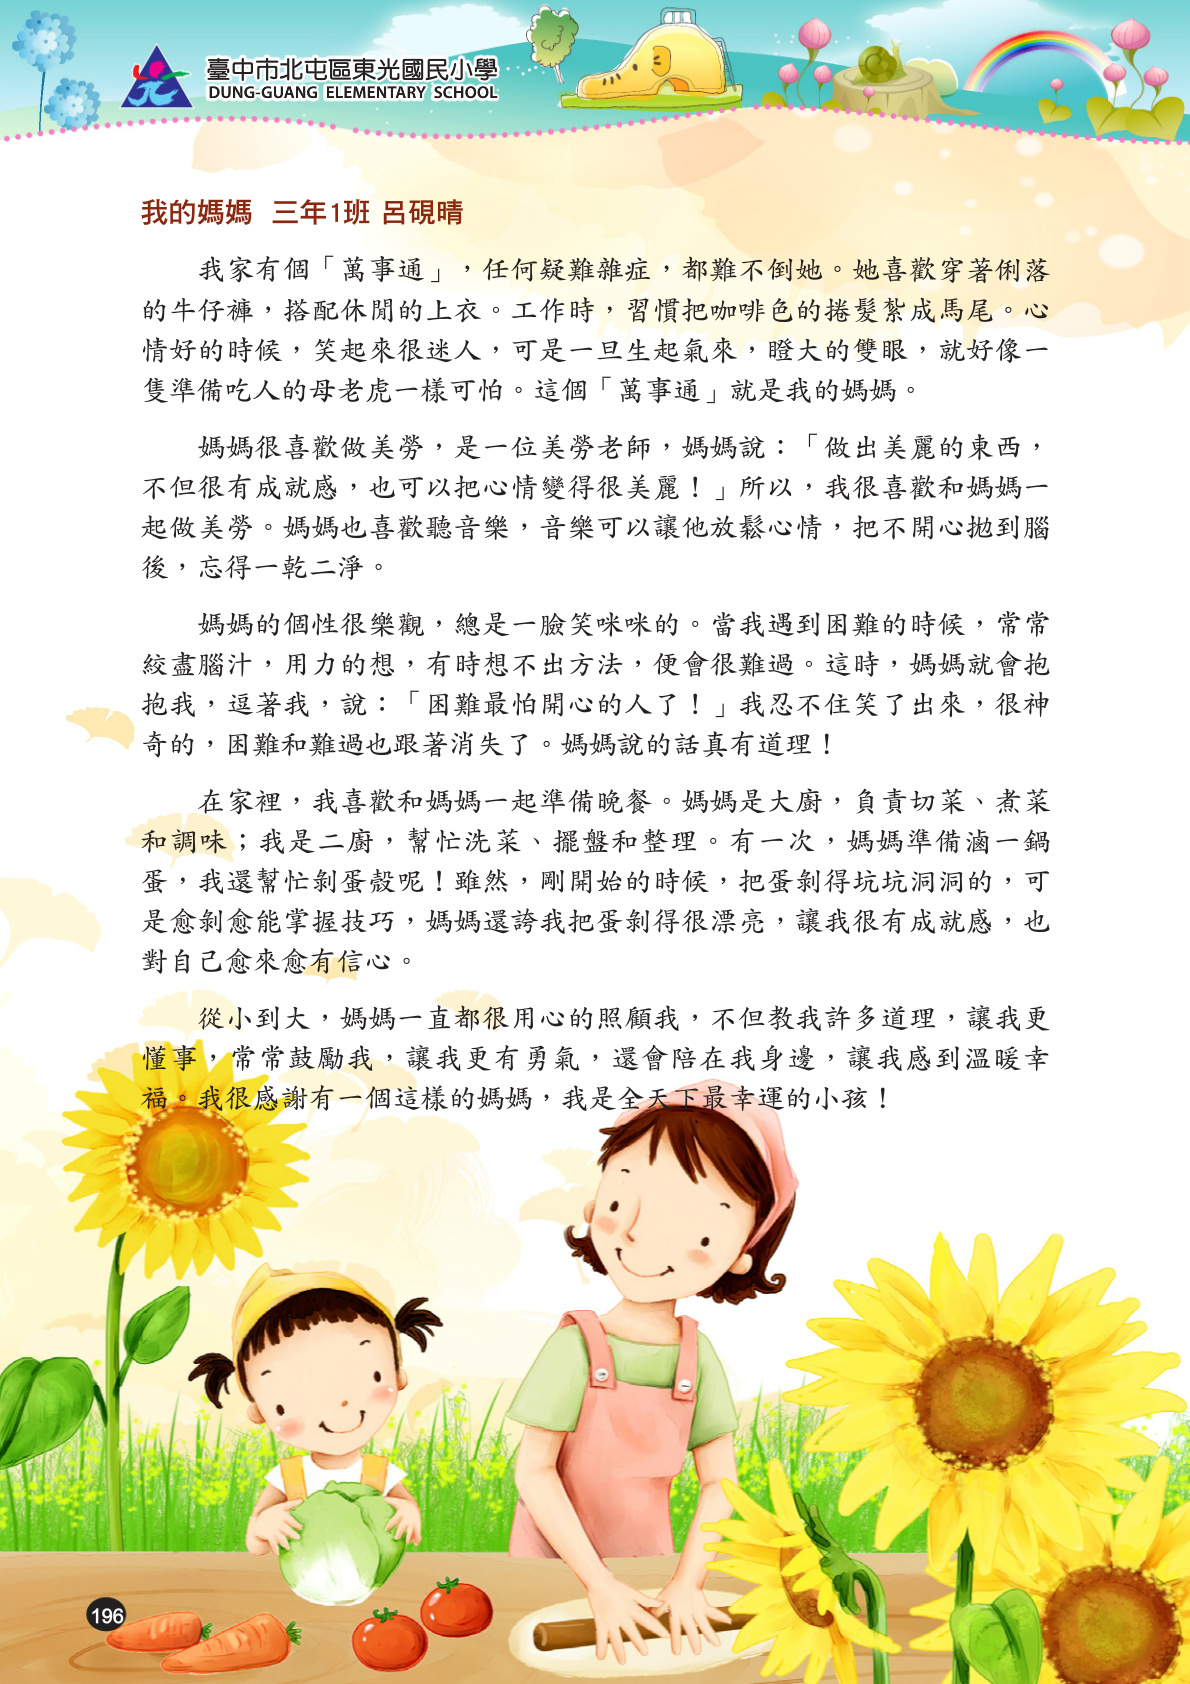 臺中市北屯區東光國民小學
DUNG-GUANG ELEMENTARY SCHOOL
我的媽媽 三年1班 呂硯晴
我家有個「萬事通」，任何疑難雜症，都難不倒她。她喜歡穿著俐落
的牛仔褲，搭配休閒的上衣。工作時，習慣把咖啡色的捲髮紮成馬尾。心
情好的時候，笑起來很迷人，可是一旦生起氣來，瞪大的雙眼，就好像一
隻準備吃人的母老虎一樣可怕。這個「萬事通」就是我的媽媽。
媽媽很喜歡做美勞，是一位美勞老師，媽媽說：「做出美麗的東西，
不但很有成就感，也可以把心情變得很美麗！」所以，我很喜歡和媽媽一
起做美勞。媽媽也喜歡聽音樂，音樂可以讓他放鬆心情，把不開心拋到腦
後，忘得一乾二淨。
媽媽的個性很樂觀，總是一臉笑咪咪的。當我遇到困難的時候，常常
絞盡腦汁，用力的想，有時想不出方法，便會很難過。這時，媽媽就會抱
抱我，逗著我，說：「困難最怕開心的人了！」我忍不住笑了出來，很神
奇的，困難和難過也跟著消失了。媽媽說的話真有道理！
在家裡，我喜歡和媽媽一起準備晚餐。媽媽是大廚，負責切菜、煮菜
和調味；我是二廚，幫忙洗菜、擺盤和整理。有一次，媽媽準備滷一鍋
蛋，我還幫忙剝蛋殼呢！雖然，剛開始的時候，把蛋剝得坑坑洞洞的，可
是愈剝愈能掌握技巧，媽媽還誇我把蛋剝得很漂亮，讓我很有成就感，也
對自己愈來愈有信心。
從小到大，媽媽一直都很用心的照顧我，不但教我許多道理，讓我更
懂事，常常鼓勵我，讓我更有勇氣，還會陪在我身邊，讓我感到溫暖幸
福。我很感謝有一個這樣的媽媽，我是全天下最幸運的小孩！
196